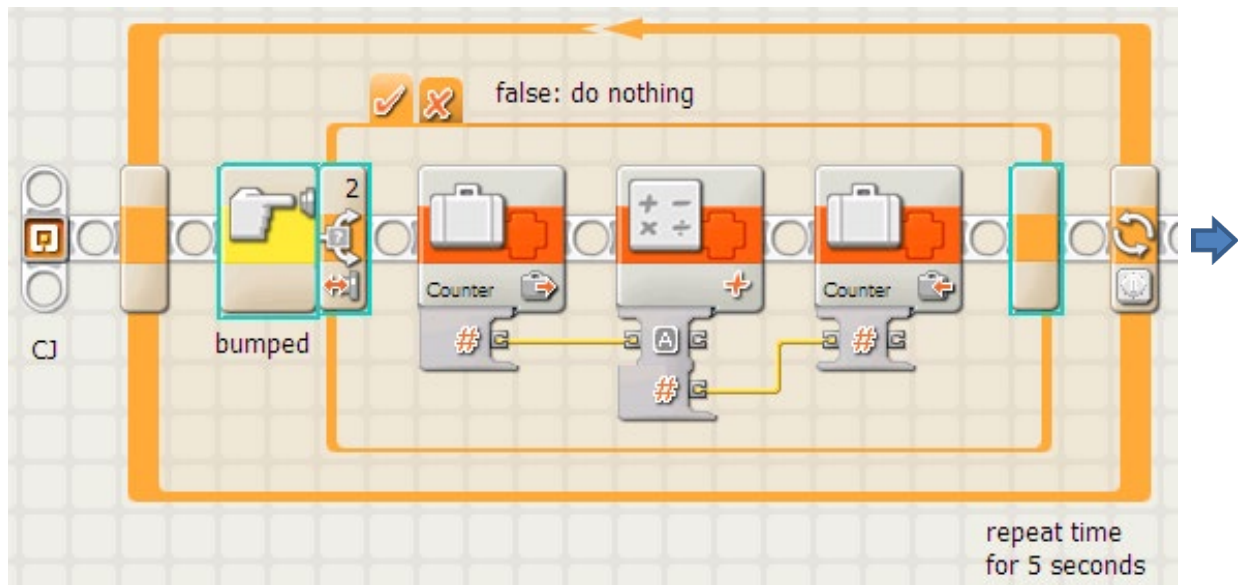 false: do nothing
2
Counter
Counter
CJ
bumped
#
A
#
#
repeat time
for 5 seconds